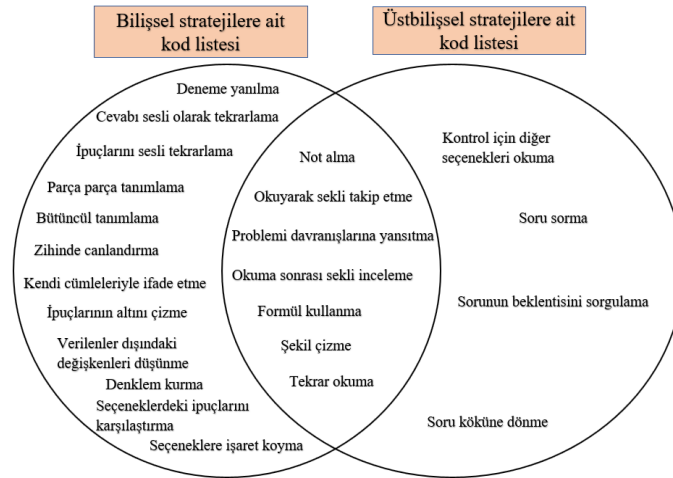 Bilişsel stratejilere ait
kod listesi
Üstbilişsel stratejilere ait
kod listesi
Deneme yanılma
Cevabı sesli olarak tekrarlama
İpuçlarını sesli tekrarlama
Parça parça tanımlama
Bütüncül tanımlama
Zihinde canlandırma
Kendi cümleleriyle ifade etme
İpuçlarının altını çizme
Verilenler dışındaki
değişkenleri düşünme
Denklem kurma
Seçeneklerdeki ipuçlarını
karşılaştırma
Seçeneklere işaret koyma
Not alma
Okuyarak sekli takip etme
Problemi davranışlarına yansıtma
Okuma sonrası sekli inceleme
Formül kullanma
Şekil çizme
Tekrar okuma
Kontrol için diğer
seçenekleri okuma
Soru sorma
Sorunun beklentisini sorgulama
Soru köküne dönme